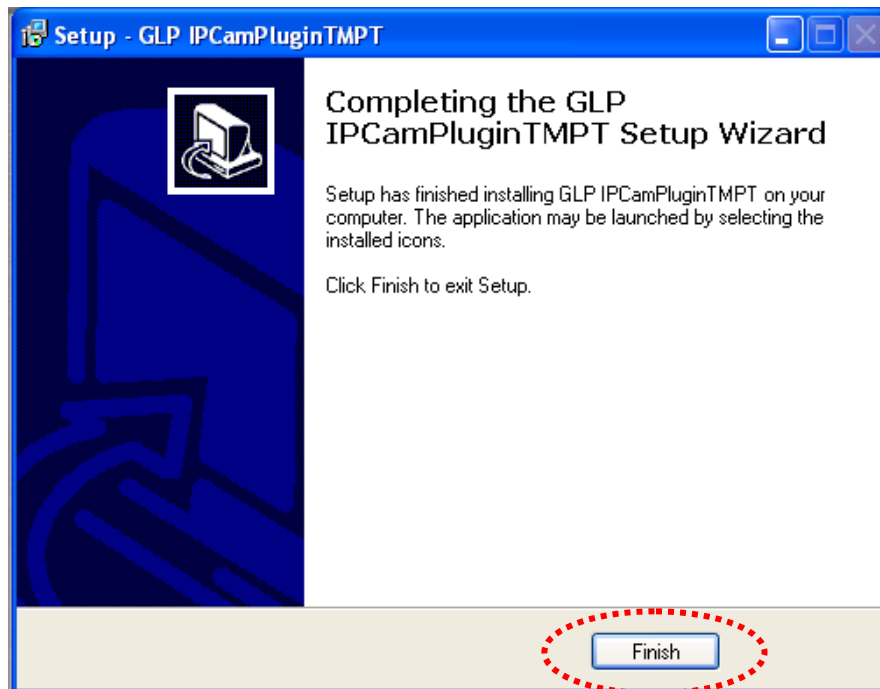 Setup - GLP IPCamPluginTMPT
Completing the GLP
IPCamPluginTMPT Setup Wizard
Setup has finished installing GLP IPCamPluginTMPT on your
computer. The application may be launched by selecting the
installed icons.
Click Finish to exit Setup.
Finish